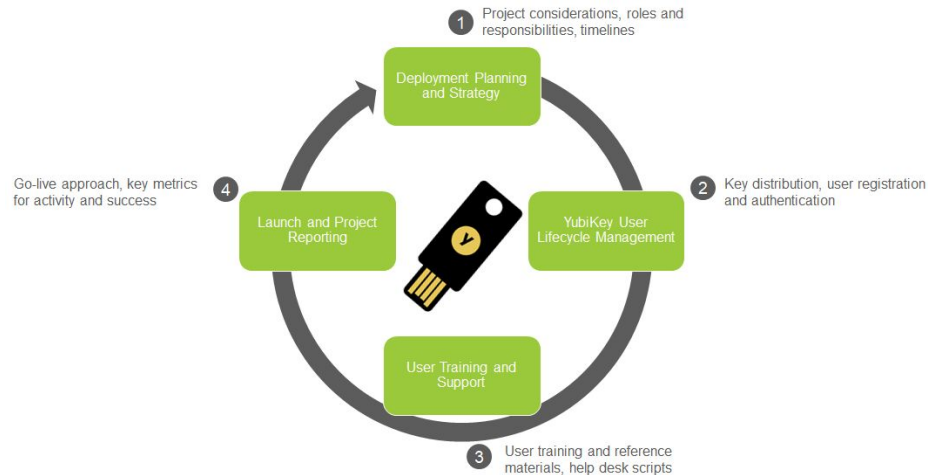 1
Project considerations, roles and
responsibilities, timelines
Deployment Planning
and Strategy
2
Key distribution, user registration
and authentication
YubiKey User
Lifecycle Management
3
User training and reference
materials, help desk scripts
User Training and
Support
4
Go-live approach, key metrics
for activity and success
Launch and Project
Reporting
y